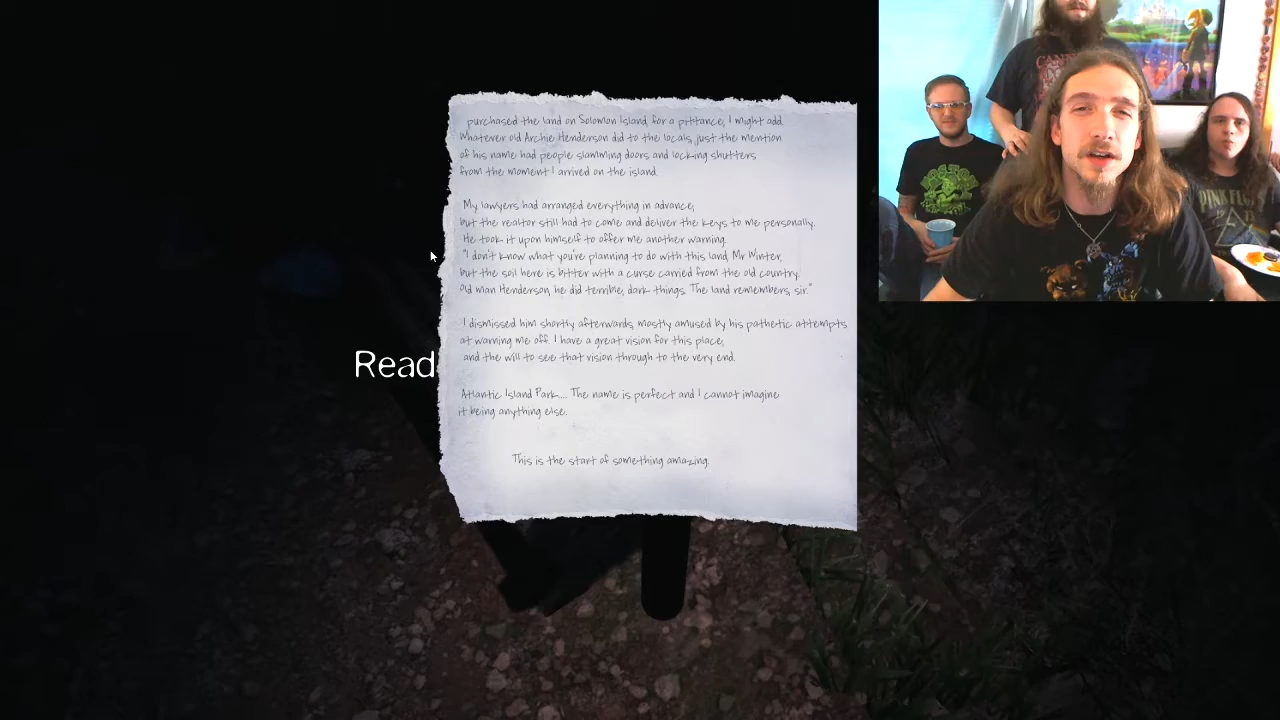 purchased the land on Solomon Island, for a pittance, I might add.
Whatever old Archie Henderson did to the locals, just the mention
of his name had people slamming doors and locking shutters
from the moment I arrived on the island.
My lawyers had arranged everything in advance,
but the realtor still had to come and deliver the keys to me personally.
He took it upon himself to offer me another warning.
"I don't know what you're planning to do with this land, Mr Winter,
but the soil here is bitter with a curse carried from the old country.
Old man Henderson, he did terrible, dark things. The land remembers, sir."
I dismissed him shortly afterwards, mostly amused by his pathetic attempts
at warning me off. I have a great vision for this place,
and the will to see that vision through to the very end.
Read
Atlantic Island Park.... The name is perfect and I cannot imagine
it being anything else.
This is the start of something amazing.
PINK FLOYD